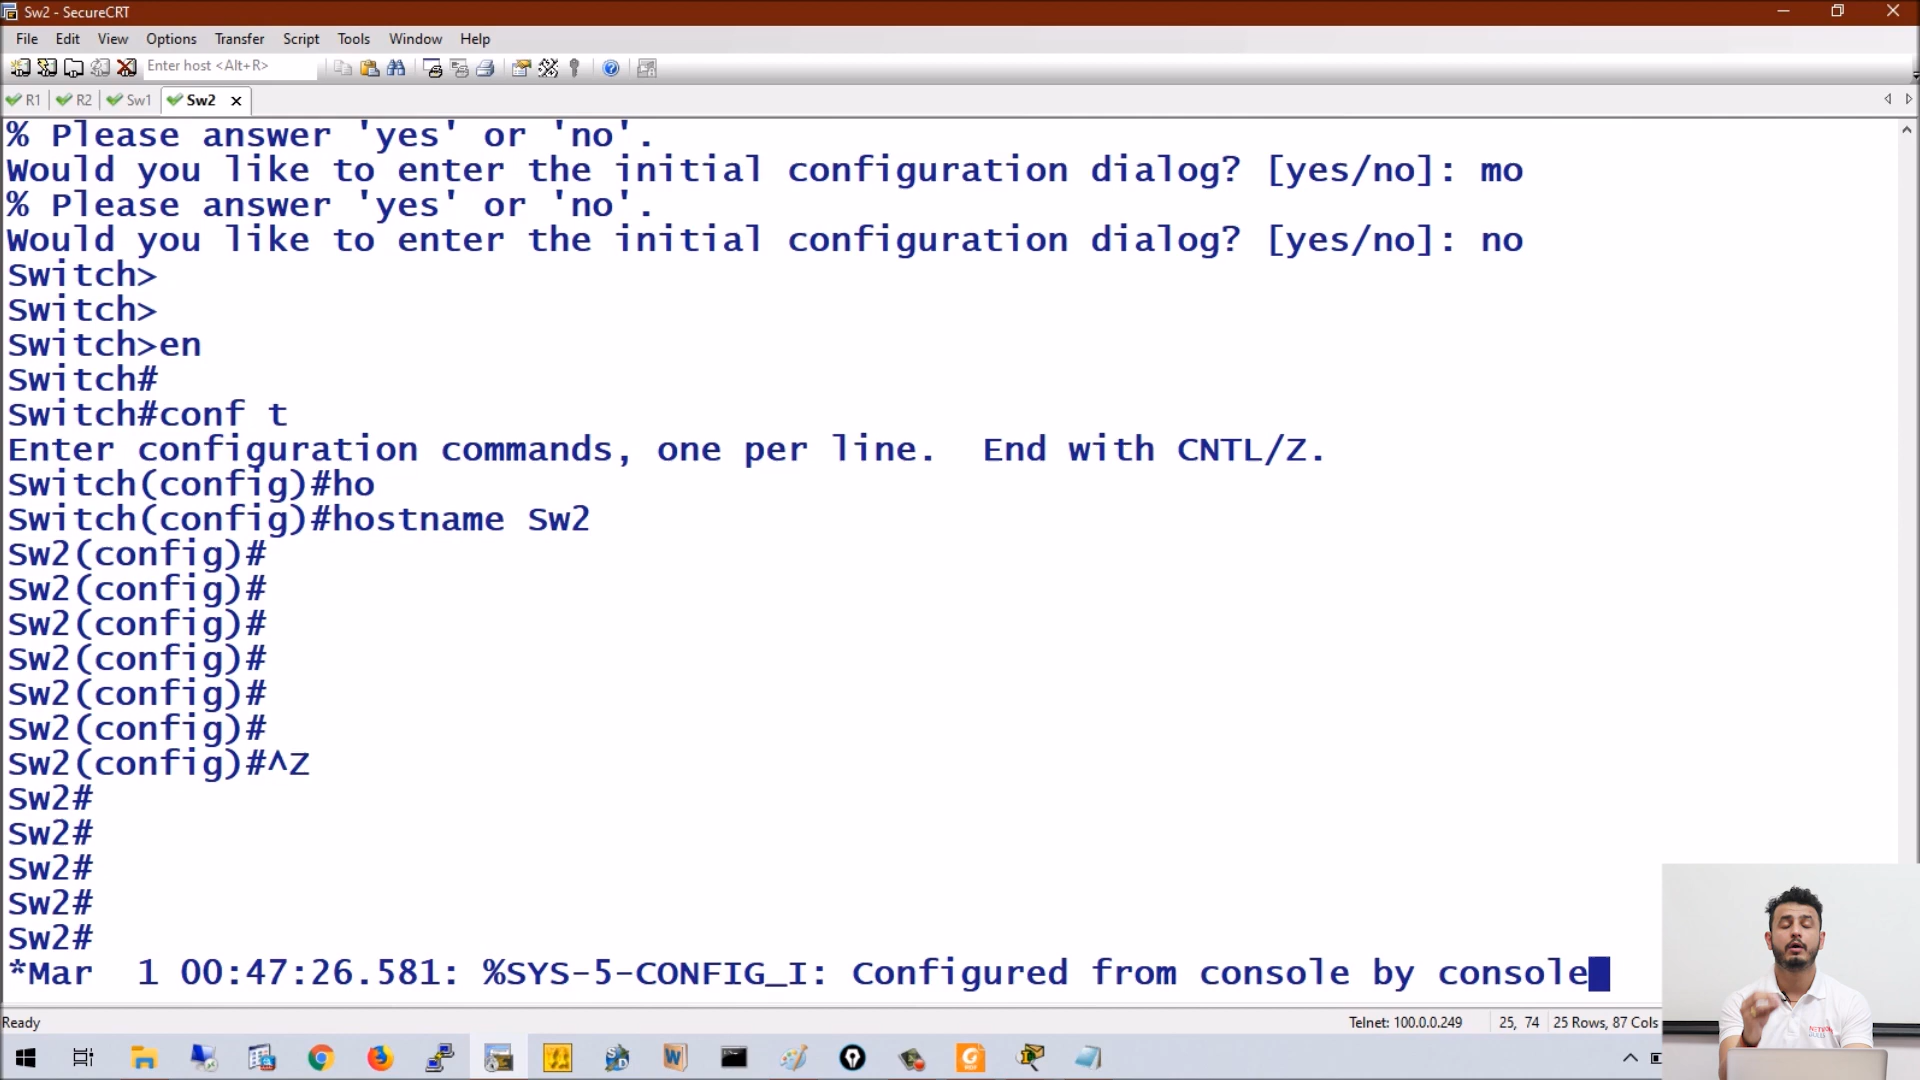 Sw2 - SecureCRT
File Edit View Options Transfer Script Tools Window Help
Enter host <Alt+R>
R1 R2 Sw1 Sw2
% Please answer 'yes' or 'no'.
Would you like to enter the initial configuration dialog? [yes/no]: mo
% Please answer 'yes' or 'no'.
Would you like to enter the initial configuration dialog? [yes/no]: no
Switch>
Switch>
Switch>en
Switch#
Switch#conf t
Enter configuration commands, one per line.  End with CNTL/Z.
Switch(config)#ho
Switch(config)#hostname Sw2
Sw2(config)#
Sw2(config)#
Sw2(config)#
Sw2(config)#
Sw2(config)#
Sw2(config)#
Sw2(config)#^Z
Sw2#
Sw2#
Sw2#
Sw2#
Sw2#
*Mar  1 00:47:26.581: %SYS-5-CONFIG_I: Configured from console by console
Ready Telnet: 100.0.0.249 25, 74 25 Rows, 87 Cols